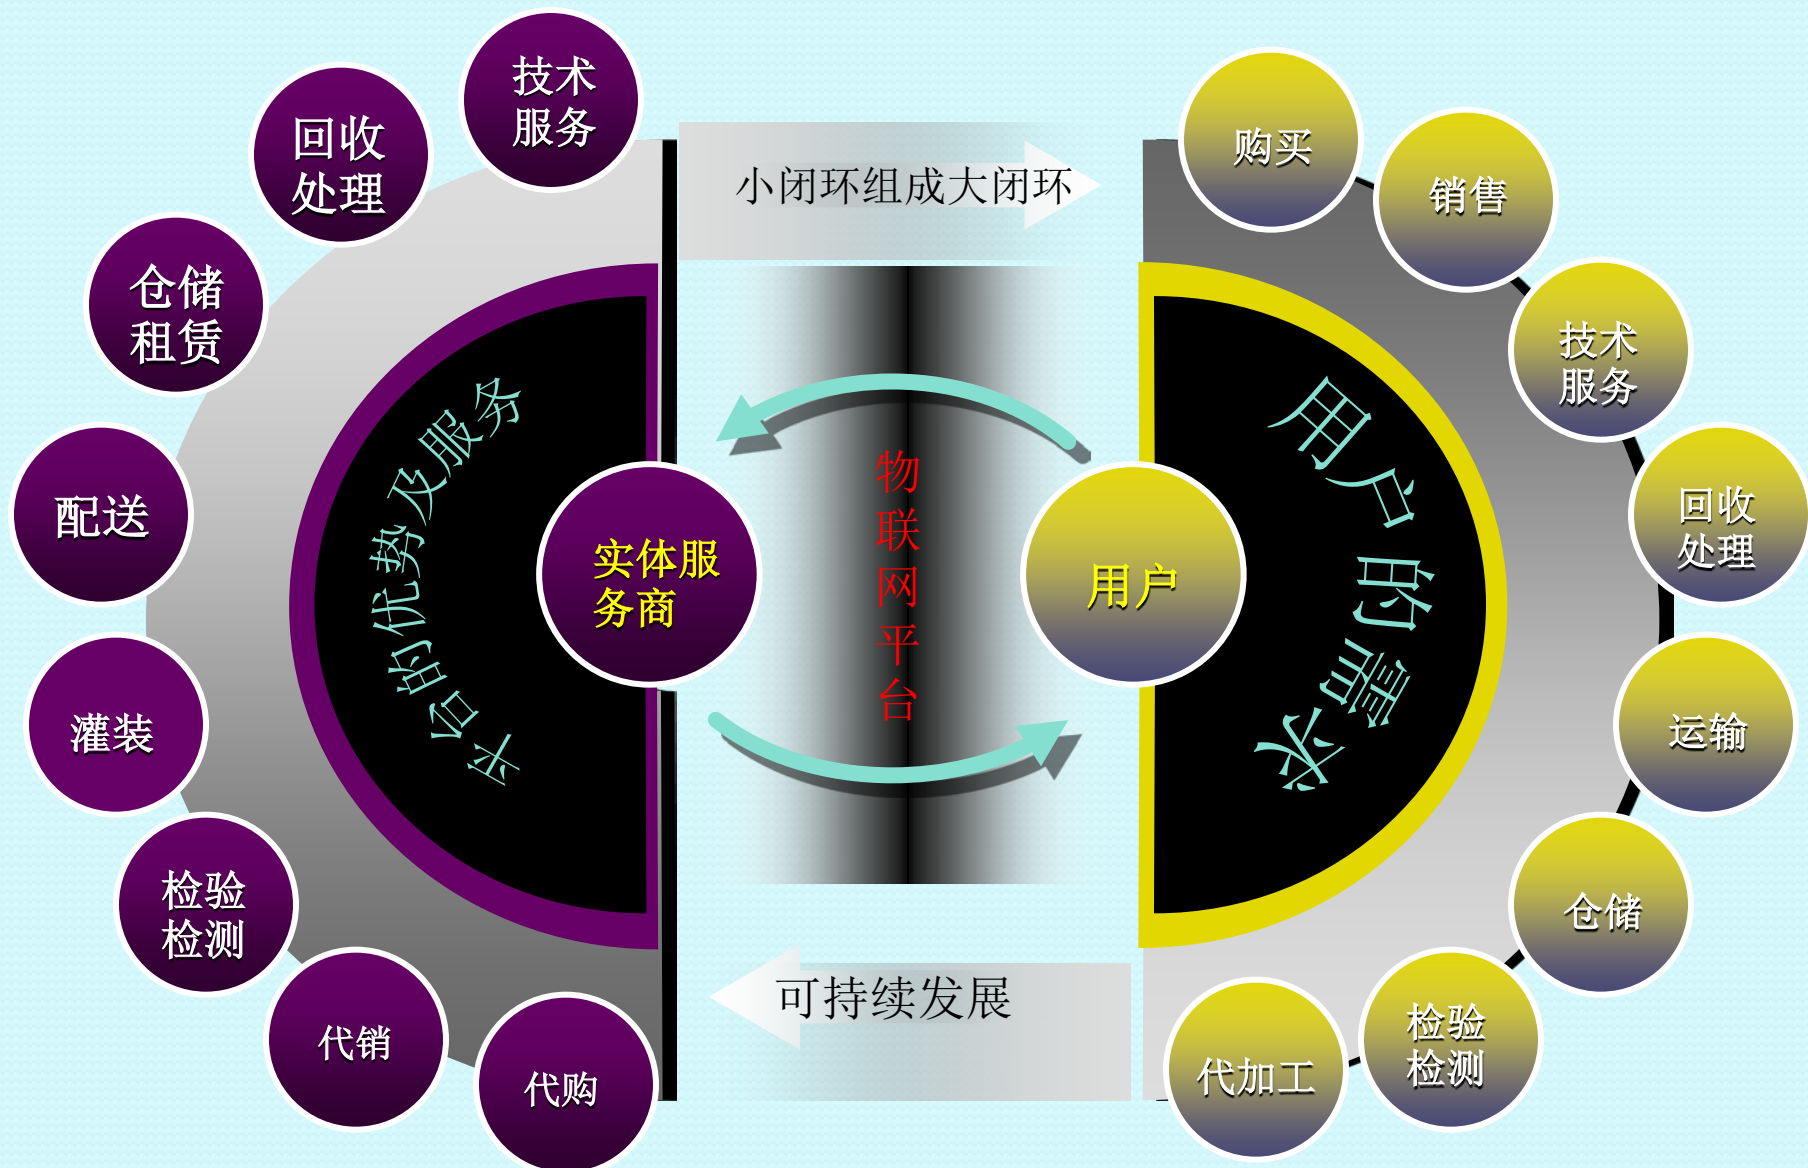 技术
服务
回收
处理
仓储
租赁
配送
灌装
检验
检测
代销
代购
平台的优势及服务
实体服
务商
小闭环组成大闭环
物
联
网
平
台
可持续发展
用户
用户的需求
购买
销售
技术
服务
回收
处理
运输
仓储
检验
检测
代加工